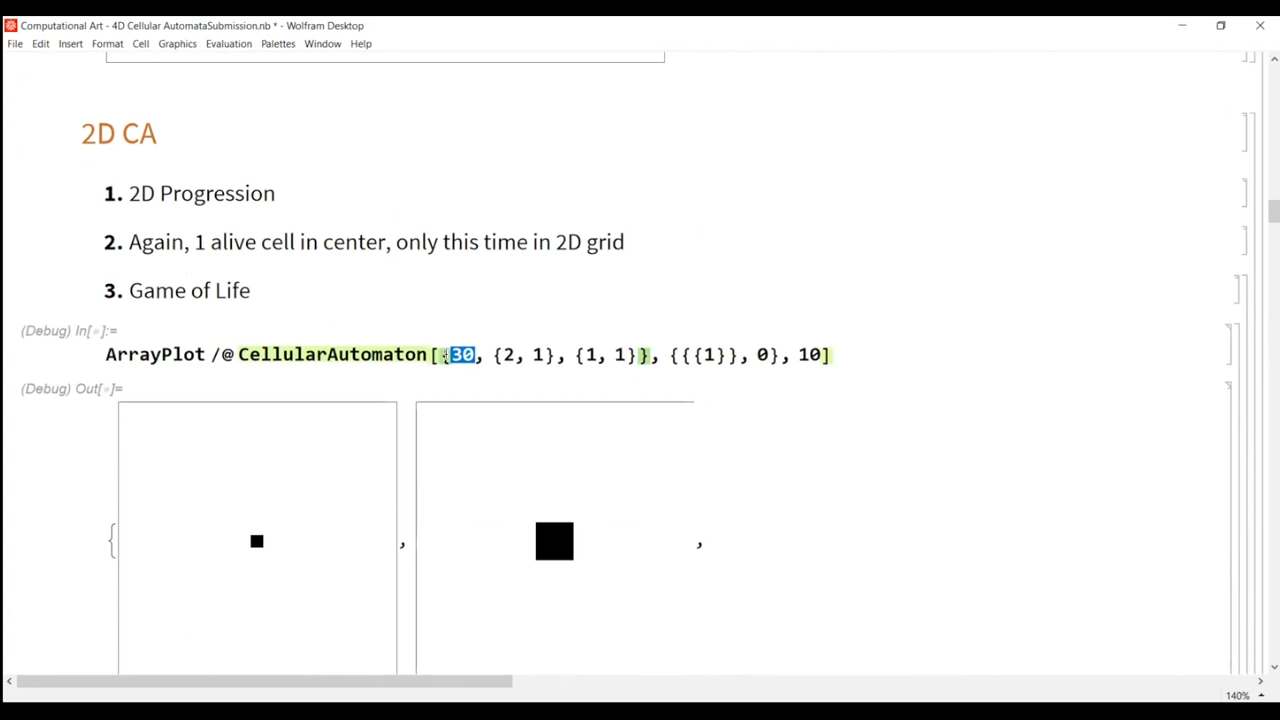 Computational Art - 4D Cellular AutomataSubmission.nb * - Wolfram Desktop
File Edit Insert Format Cell Graphics Evaluation Palettes Window Help
2D CA
1. 2D Progression
2. Again, 1 alive cell in center, only this time in 2D grid
3. Game of Life
(Debug) In[•]:=
ArrayPlot /@ CellularAutomaton[{30, {2, 1}, {1, 1}}, {{{1}}, 0}, 10]
(Debug) Out[•]=
{ , ,
140%